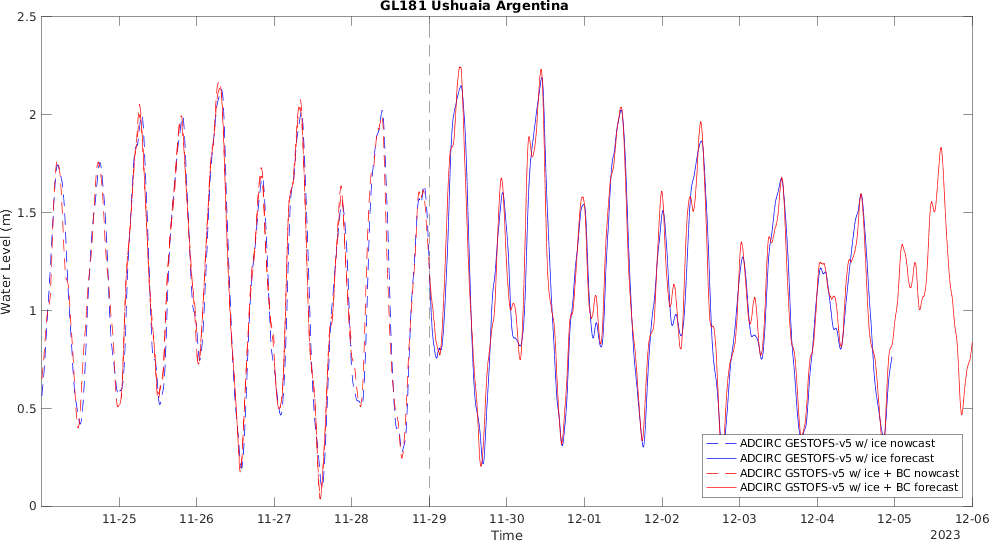 GL181 Ushuaia Argentina
2.5
2
1.5
1
0.5
0
Water Level (m)
ADCIRC GESTOFS-v5 w/ ice nowcast
ADCIRC GESTOFS-v5 w/ ice forecast
ADCIRC GSTOFS-v5 w/ ice + BC nowcast
ADCIRC GSTOFS-v5 w/ ice + BC forecast
11-25 11-26 11-27 11-28 11-29 11-30 12-01 12-02 12-03 12-04 12-05 12-06
Time
2023